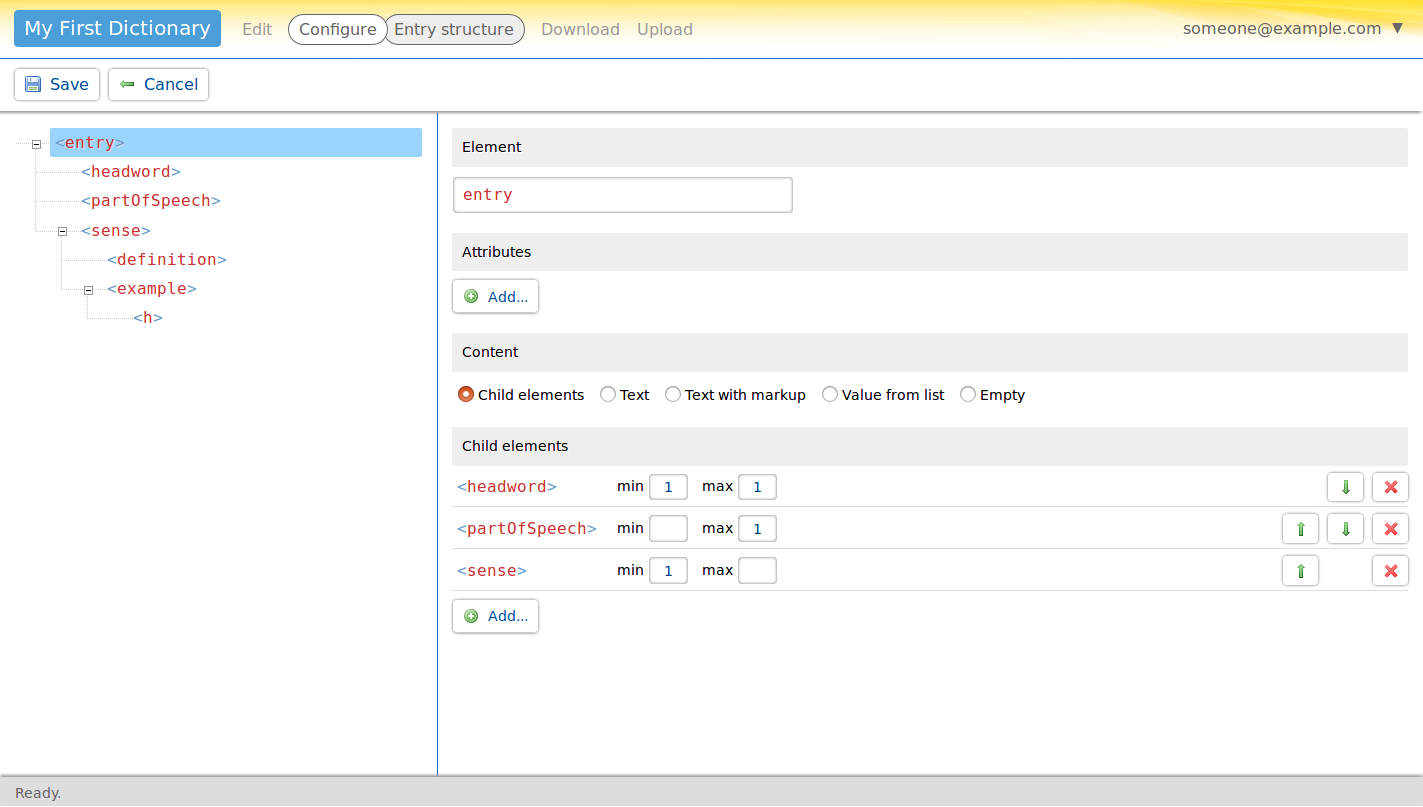 My First Dictionary Edit Configure Entry structure Download Upload someone@example.com ▼
Save Cancel
<entry>
<headword>
<partOfSpeech>
<sense>
<definition>
<example>
<h>
Element
entry
Attributes
Add...
Content
Child elements Text Text with markup Value from list Empty
Child elements
<headword> min 1 max 1
<partOfSpeech> min max 1
<sense> min 1 max
Add...
Ready.